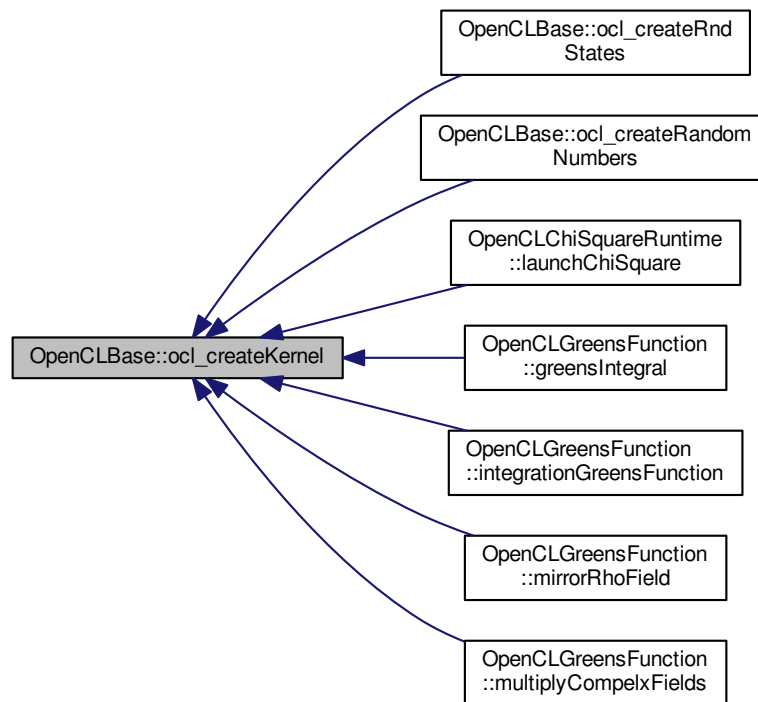 OpenCLBase::ocl_createRnd
States
OpenCLBase::ocl_createRandom
Numbers
OpenCLChiSquareRuntime
::launchChiSquare
OpenCLBase::ocl_createKernel
OpenCLGreensFunction
::greensIntegral
OpenCLGreensFunction
::integrationGreensFunction
OpenCLGreensFunction
::mirrorRhoField
OpenCLGreensFunction
::multiplyCompelxFields